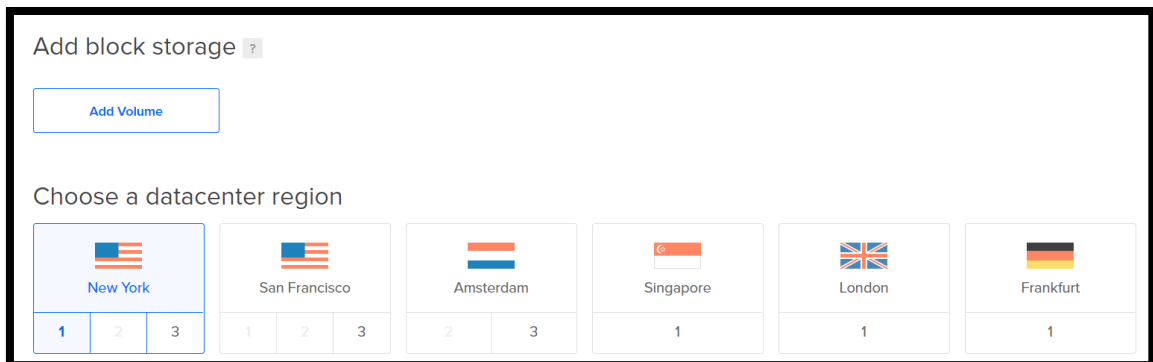 Add block storage ?
Add Volume
Choose a datacenter region
New York San Francisco Amsterdam Singapore London Frankfurt
1 2 3 1 2 3 2 3 1 1 1